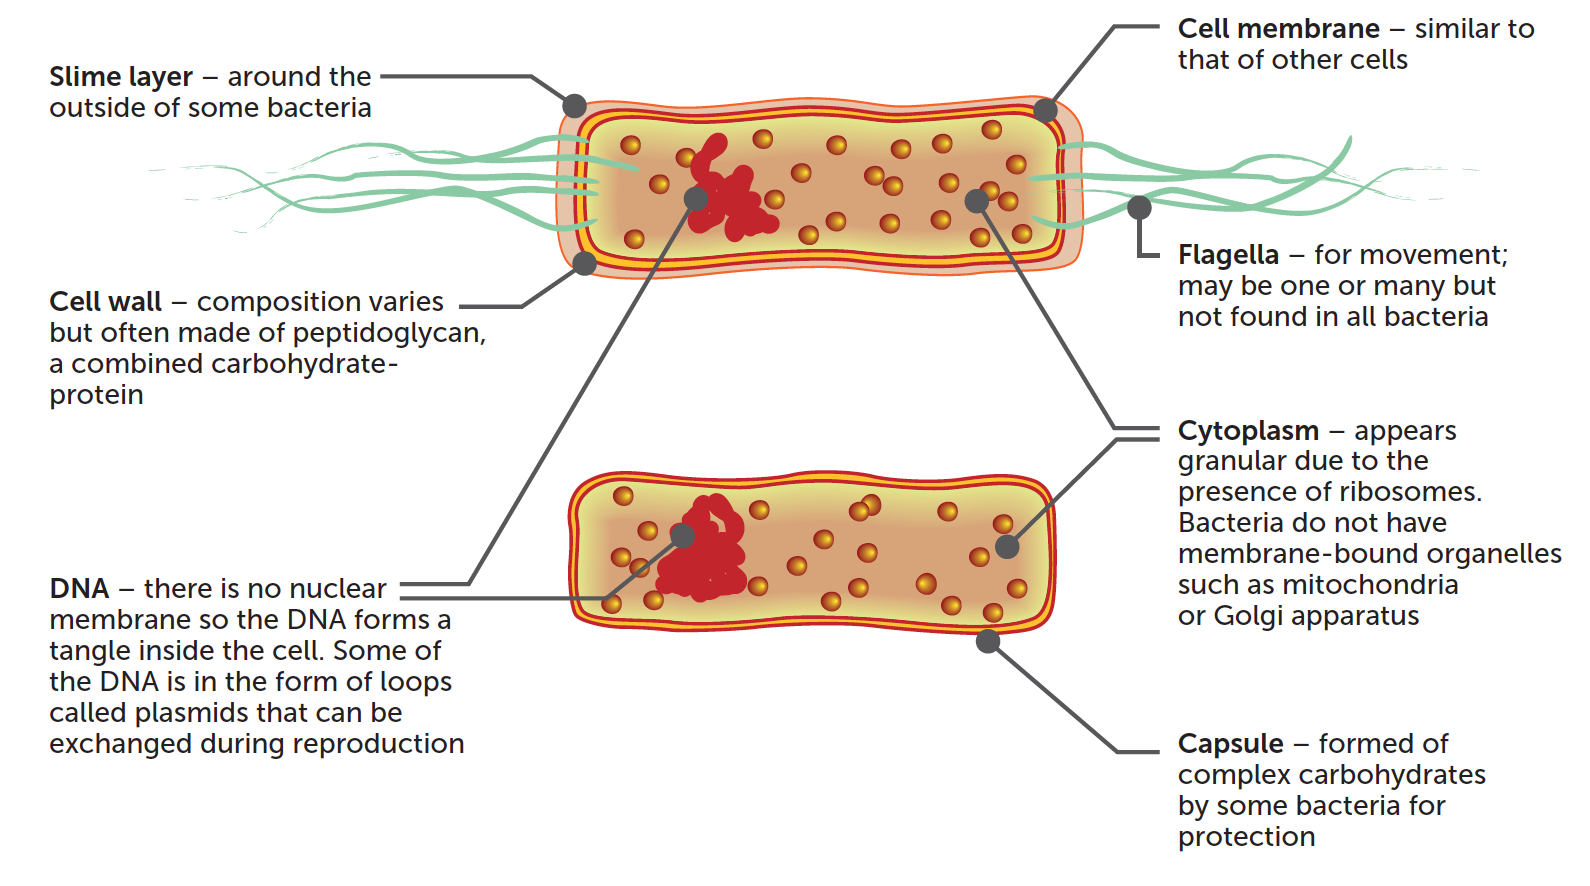 Slime layer – around the
outside of some bacteria
Cell wall – composition varies
but often made of peptidoglycan,
a combined carbohydrate-
protein
DNA – there is no nuclear
membrane so the DNA forms a
tangle inside the cell. Some of
the DNA is in the form of loops
called plasmids that can be
exchanged during reproduction
Cell membrane – similar to
that of other cells
Flagella – for movement;
may be one or many but
not found in all bacteria
Cytoplasm – appears
granular due to the
presence of ribosomes.
Bacteria do not have
membrane-bound organelles
such as mitochondria
or Golgi apparatus
Capsule – formed of
complex carbohydrates
by some bacteria for
protection